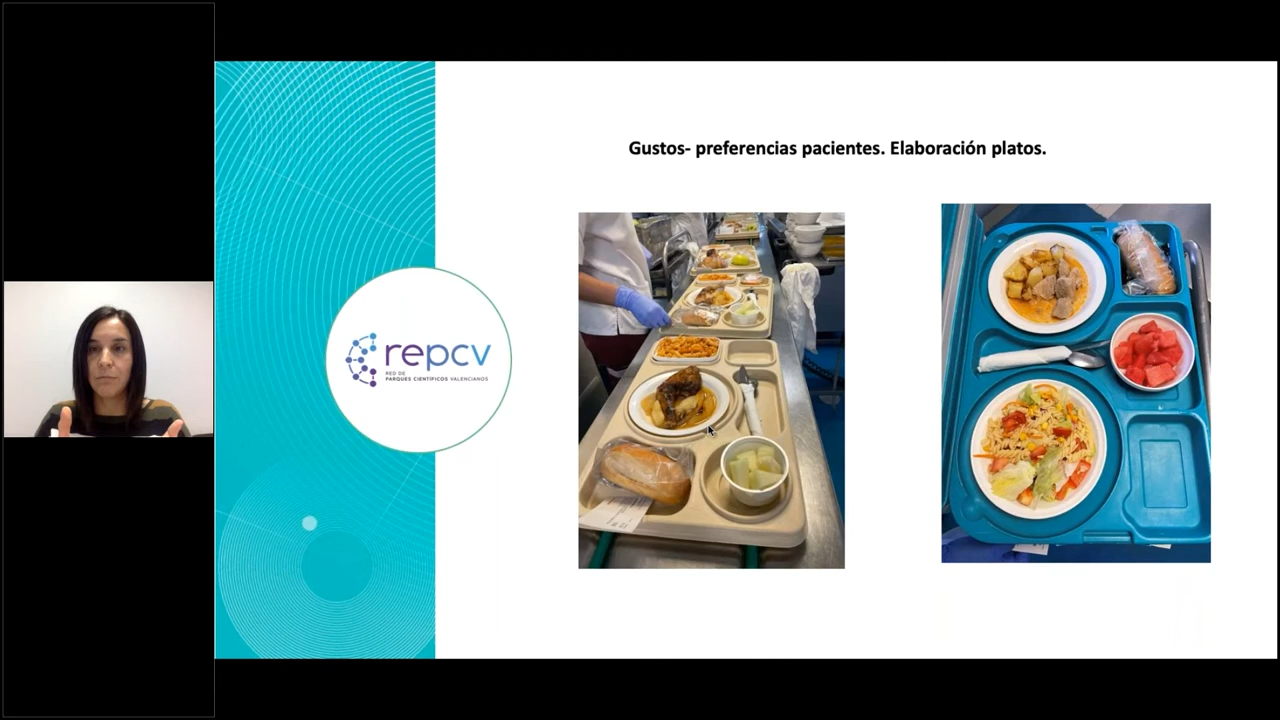 Gustos- preferencias pacientes. Elaboración platos.
repcv
RED DE
PARQUES CIENTÍFICOS VALENCIANOS